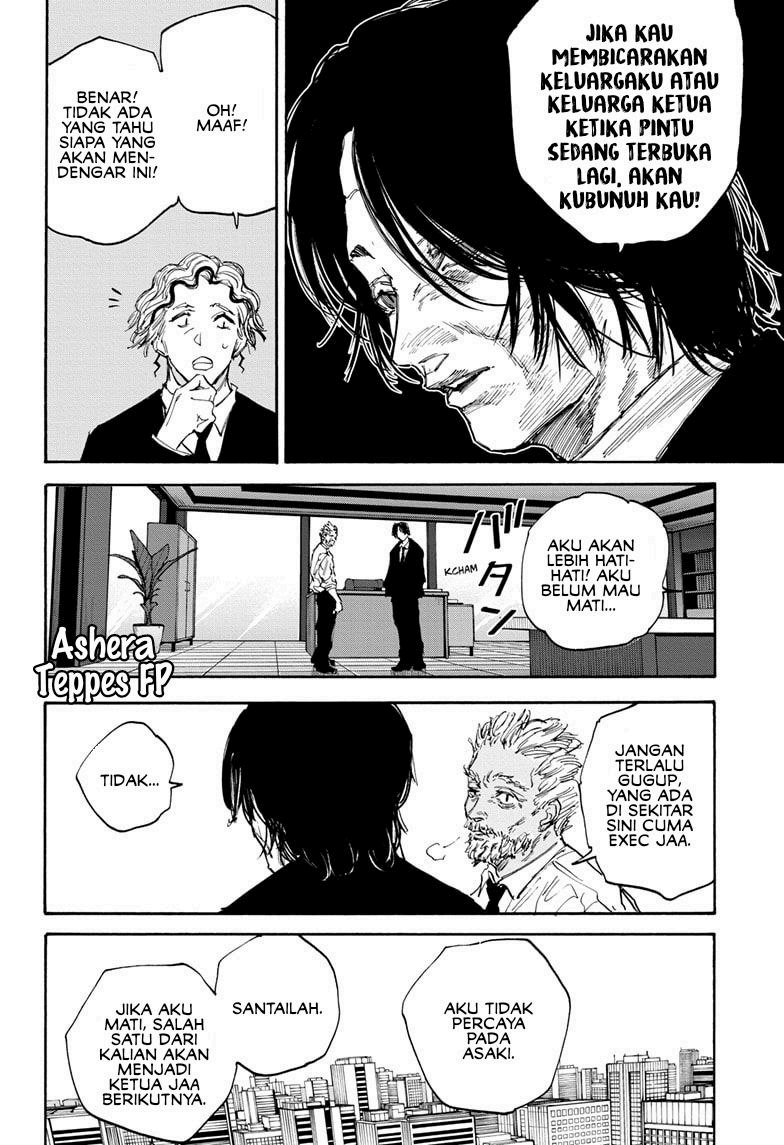 JIKA KAU
MEMBICARAKAN
KELUARGAKU ATAU
KELUARGA KETUA
KETIKA PINTU
SEDANG TERBUKA
LAGI, AKAN
KUBUNUH KAU!
OH!
MAAF!
BENAR!
TIDAK ADA
YANG TAHU
SIAPA YANG
AKAN MEN-
DENGAR INI!
AKU AKAN
LEBIH HATI-
HATI! AKU
BELUM MAU
MATI...
バタン
KCHAM
Ashera
Teppes FP
JANGAN
TERLALU
GUGUP,
YANG ADA
DI SEKITAR
SINI CUMA
EXEC JAA.
TIDAK...
AKU TIDAK
PERCAYA
PADA
ASAKI.
SANTAILAH.
JIKA AKU
MATI, SALAH
SATU DARI
KALIAN AKAN
MENJADI
KETUA JAA
BERIKUTNYA.